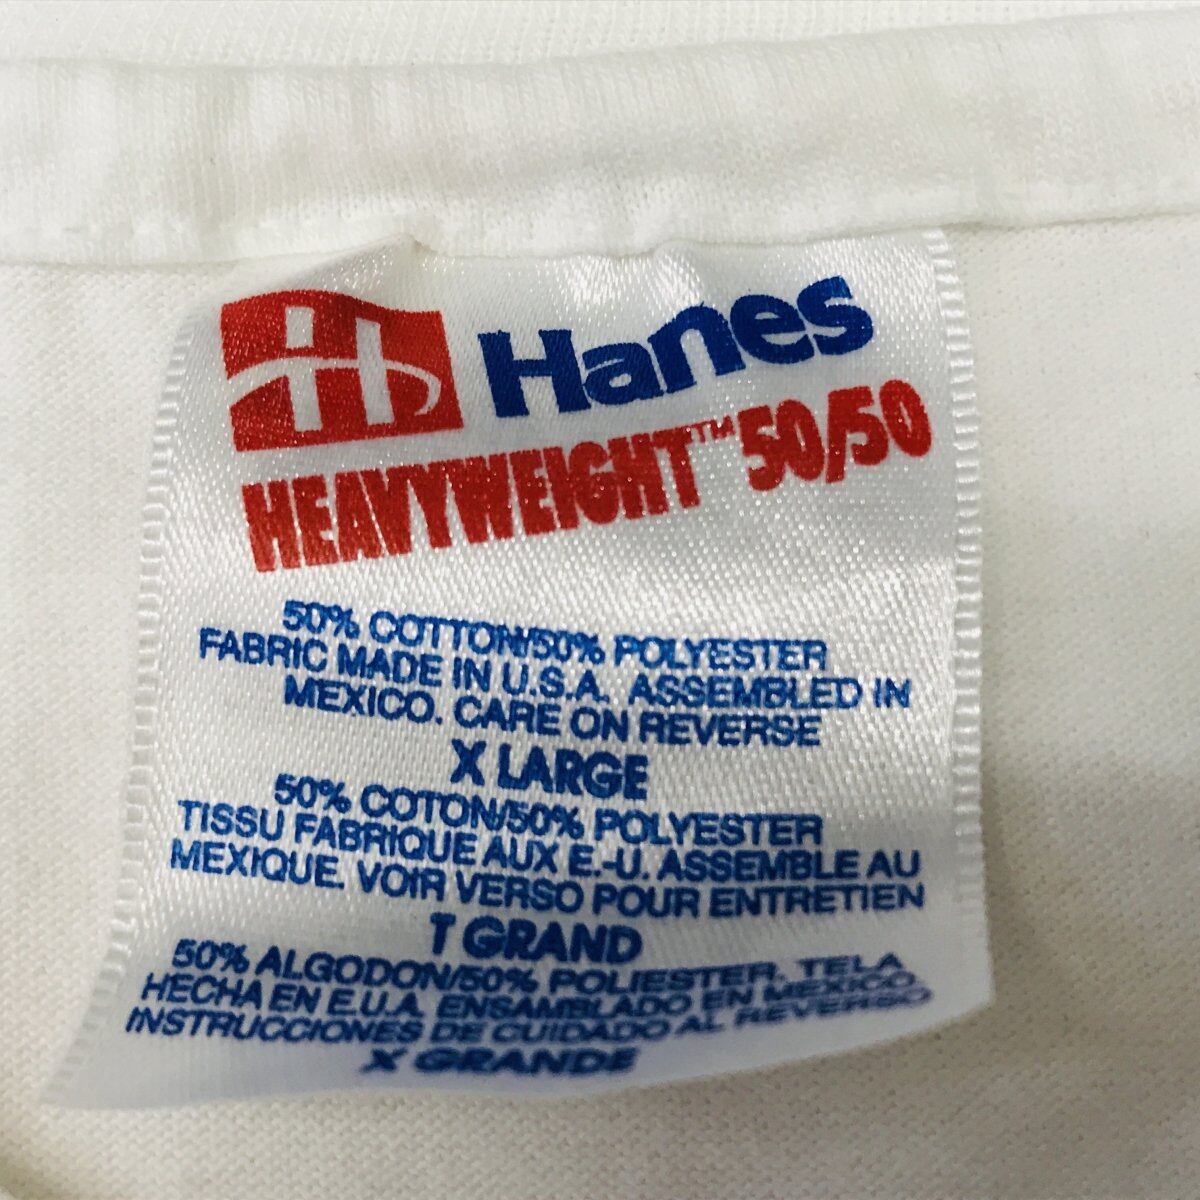 H Hanes
HEAVYWEIGHT™ 50/50
50% COTTON/50% POLYESTER
FABRIC MADE IN U.S.A. ASSEMBLED IN
MEXICO. CARE ON REVERSE
X LARGE
50% COTON/50% POLYESTER
TISSU FABRIQUE AUX E.-U. ASSEMBLE AU
MEXIQUE. VOIR VERSO POUR ENTRETIEN
T GRAND
50% ALGODON/50% POLIESTER. TELA
HECHA EN E.U.A. ENSAMBLADO EN MEXICO.
INSTRUCCIONES DE CUIDADO AL REVERSO
X GRANDE